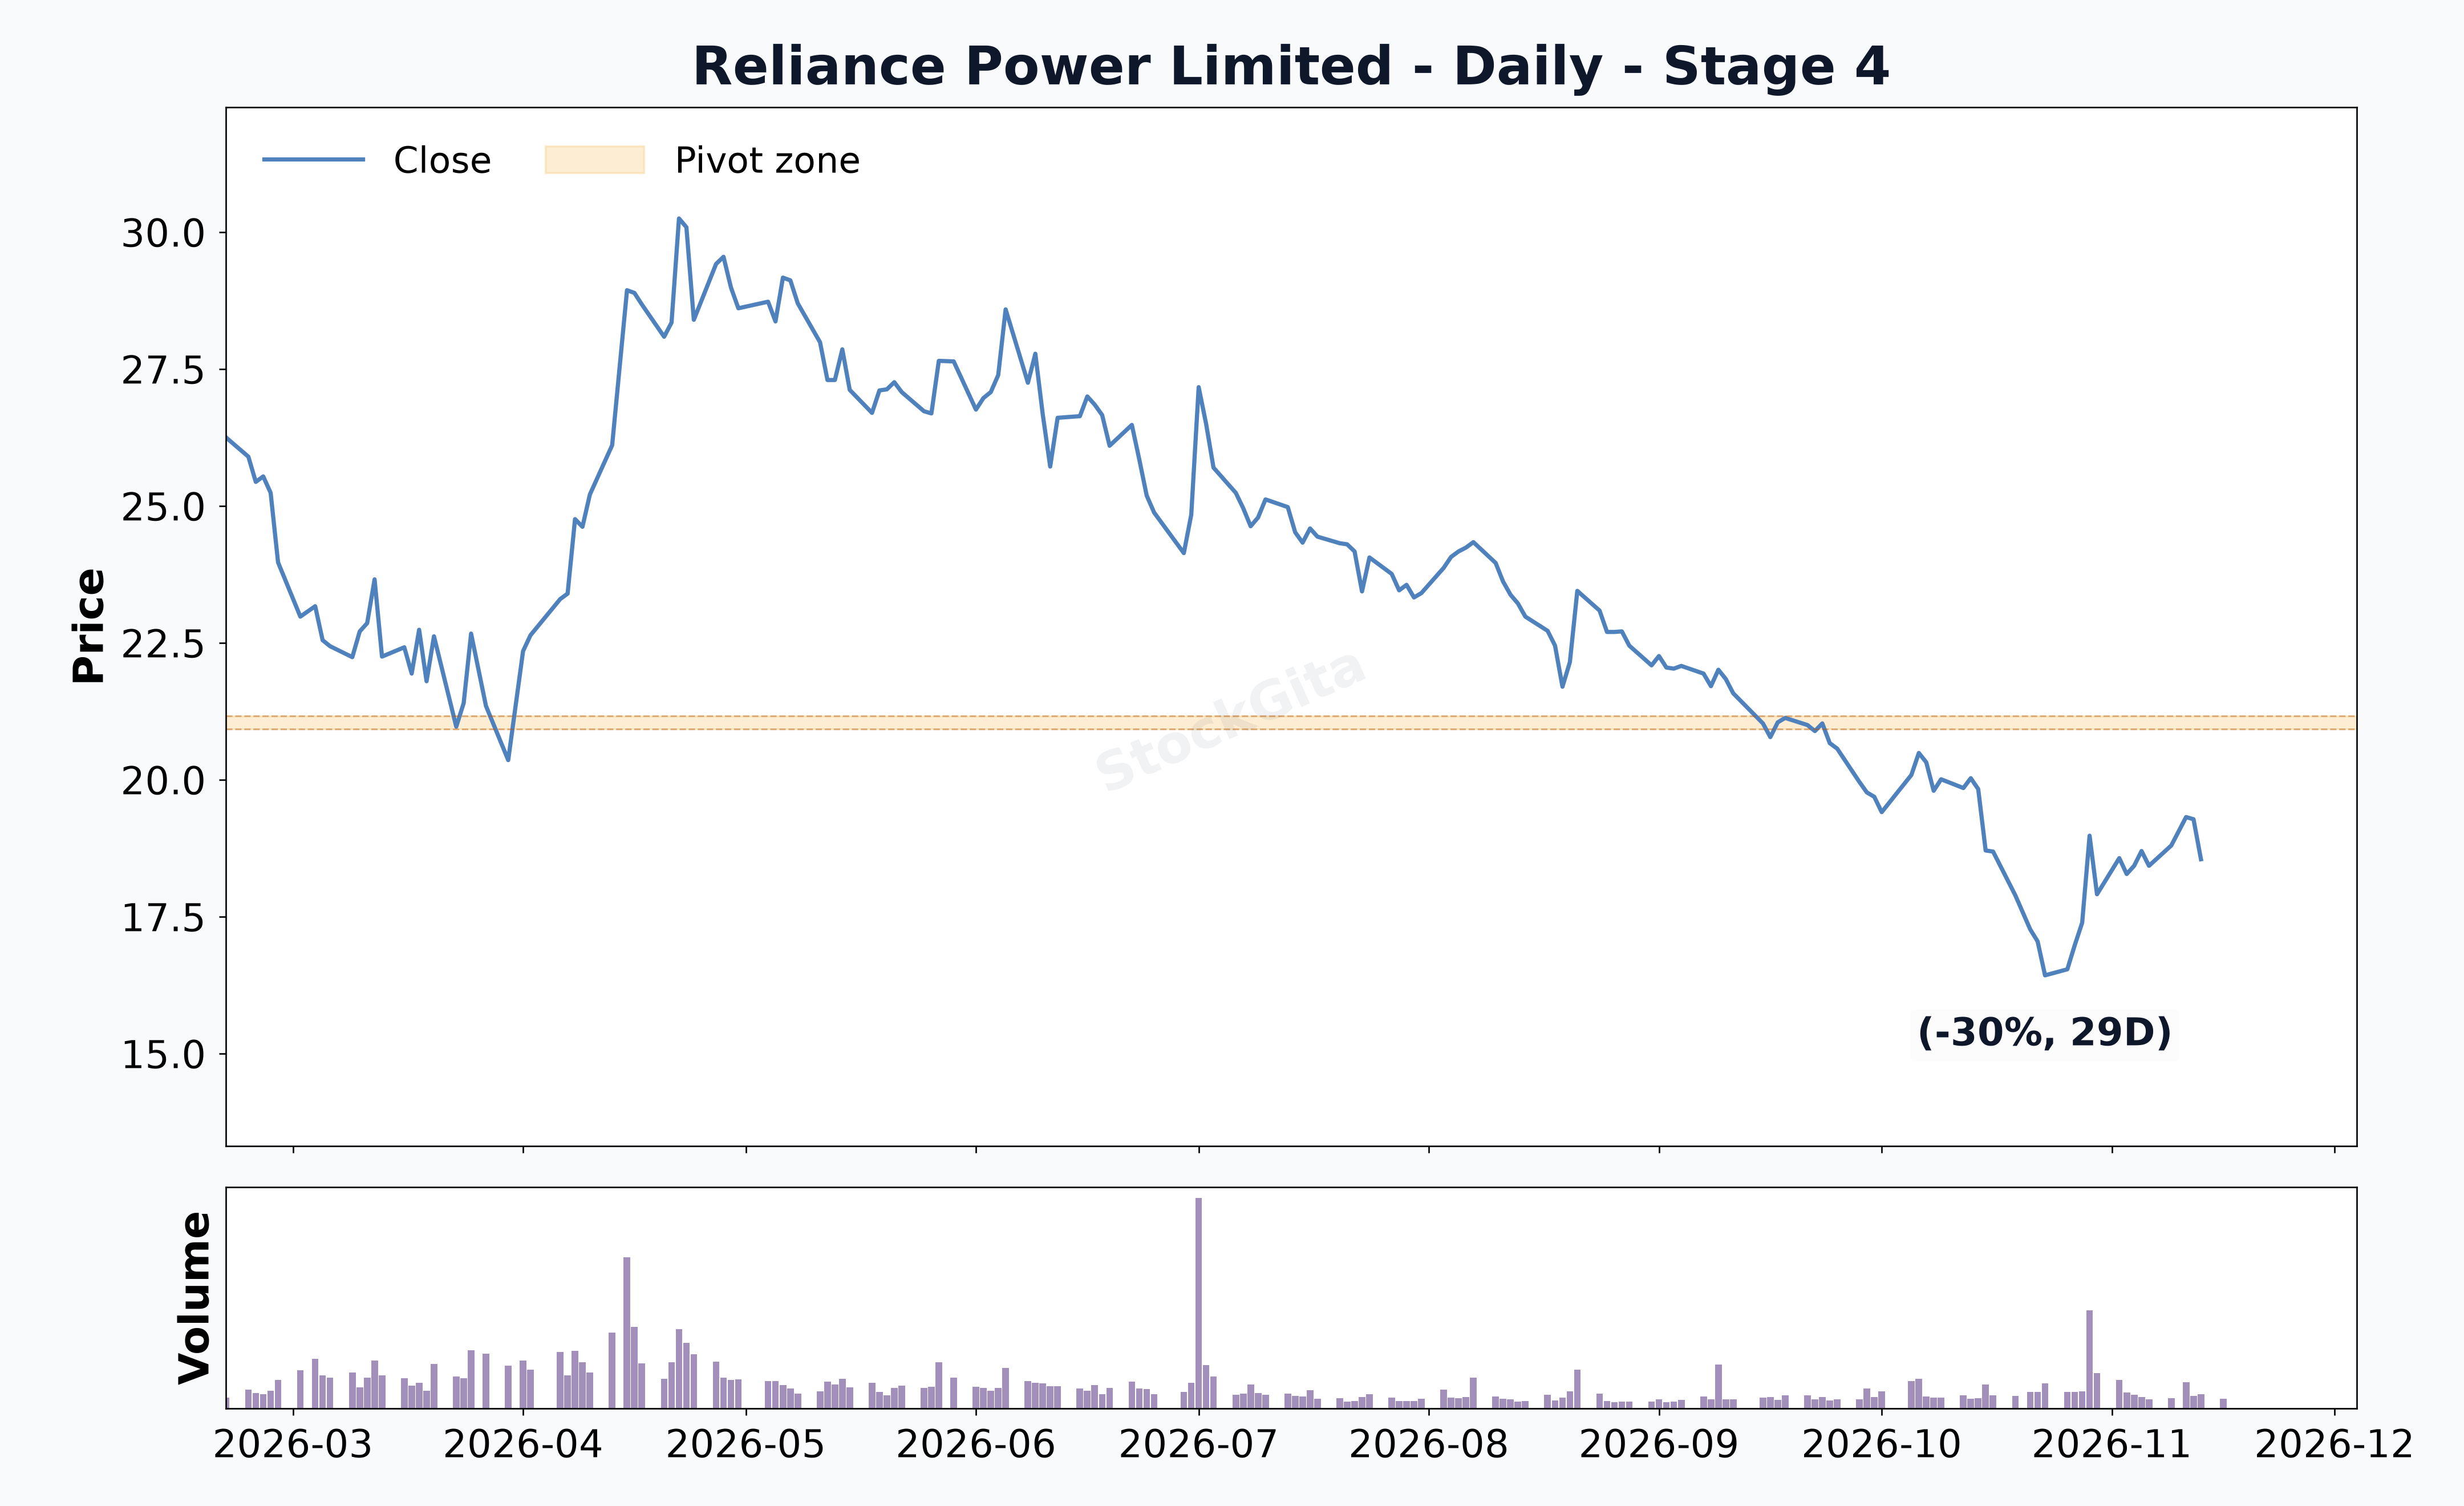 Reliance Power Limited - Daily - Stage 4
Close
Pivot zone
30.0
27.5
25.0
22.5
20.0
17.5
15.0
Price
StockGita
(-30%, 29D)
Volume
2026-03
2026-04
2026-05
2026-06
2026-07
2026-08
2026-09
2026-10
2026-11
2026-12